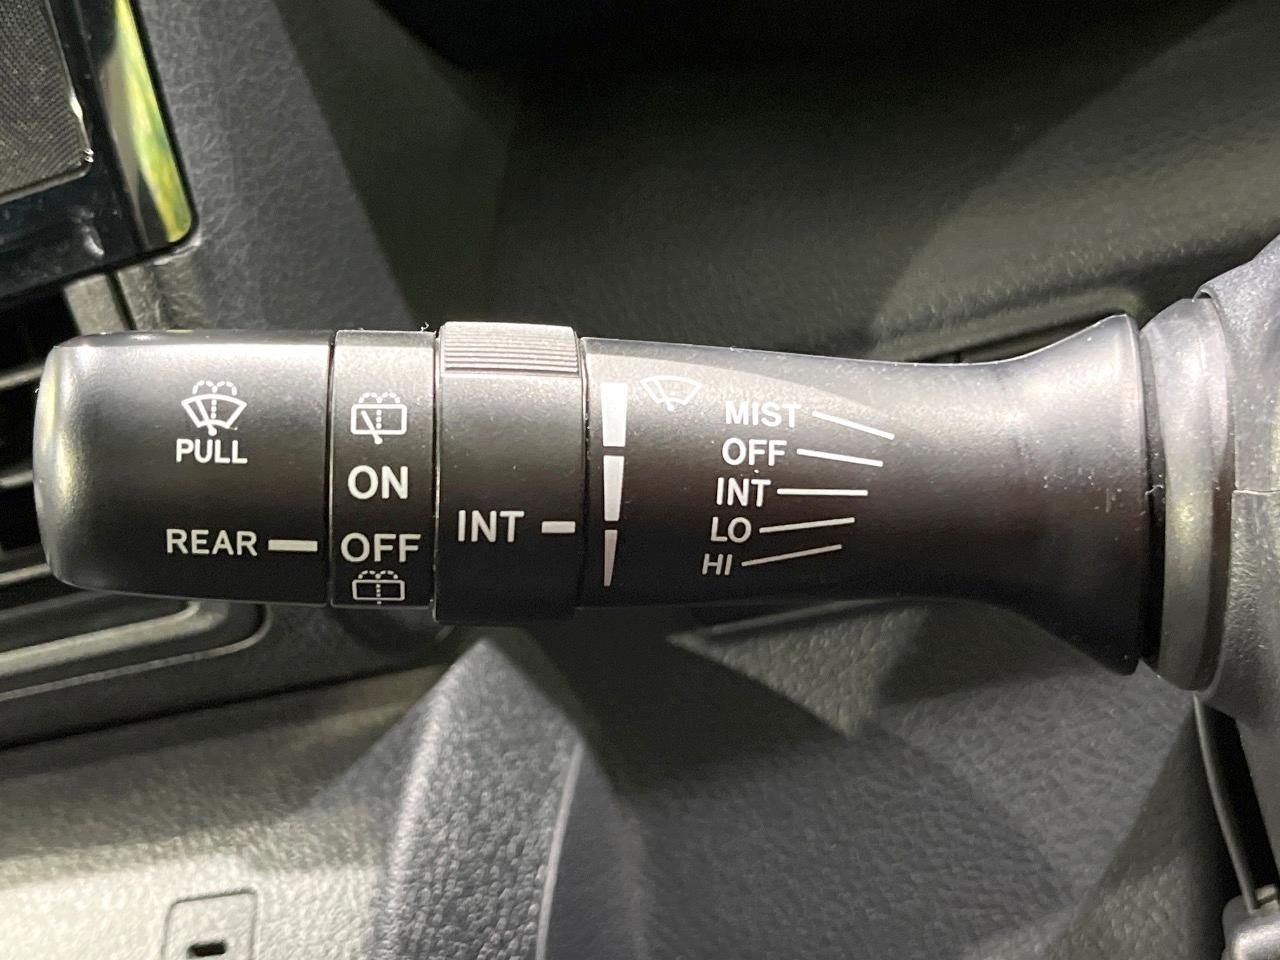 PULL
REAR
ON
OFF
INT
MIST
OFF
INT
LO
HI